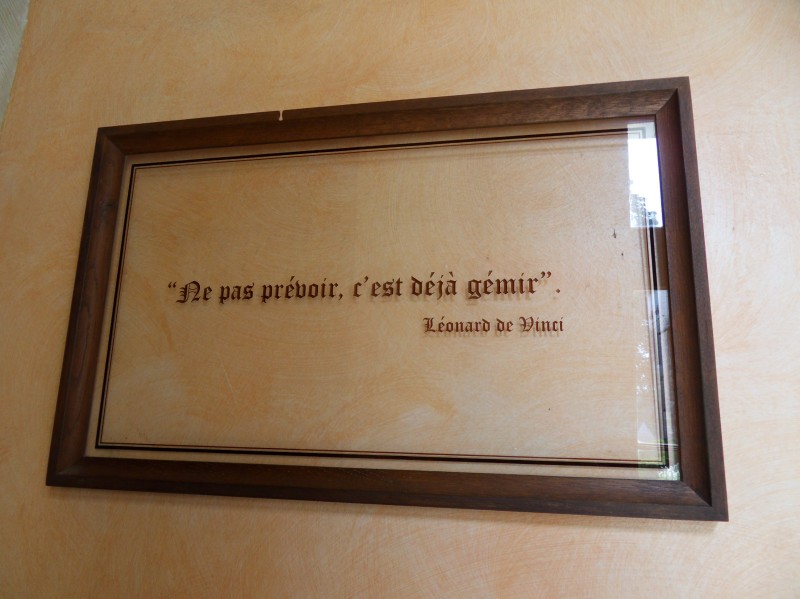 “Ne pas prévoir, c’est déjà gémir”.
Léonard de Vinci